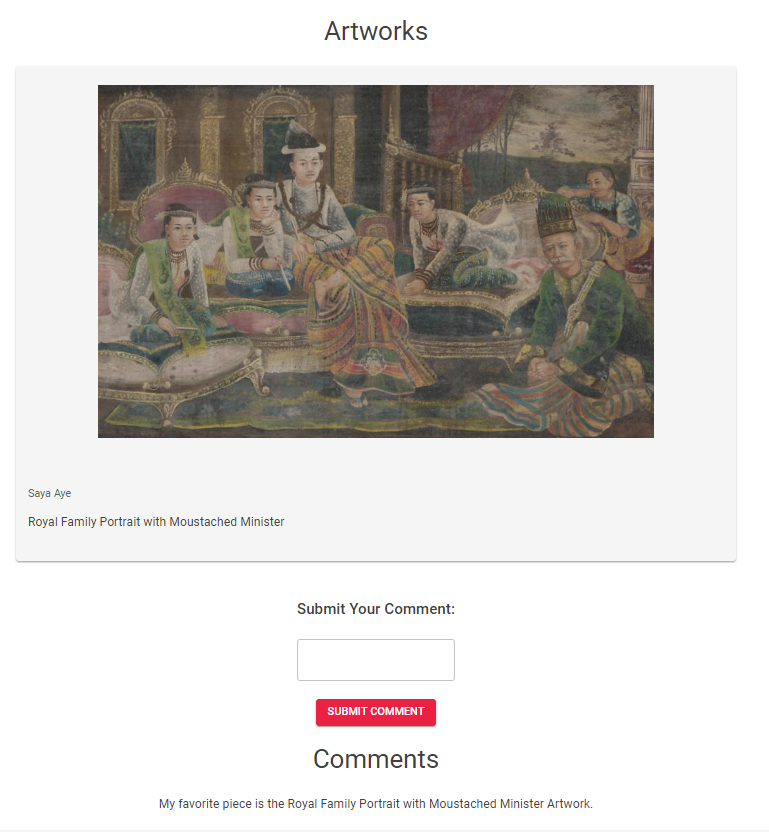 Artworks
Saya Aye
Royal Family Portrait with Moustached Minister
Submit Your Comment:
SUBMIT COMMENT
Comments
My favorite piece is the Royal Family Portrait with Moustached Minister Artwork.